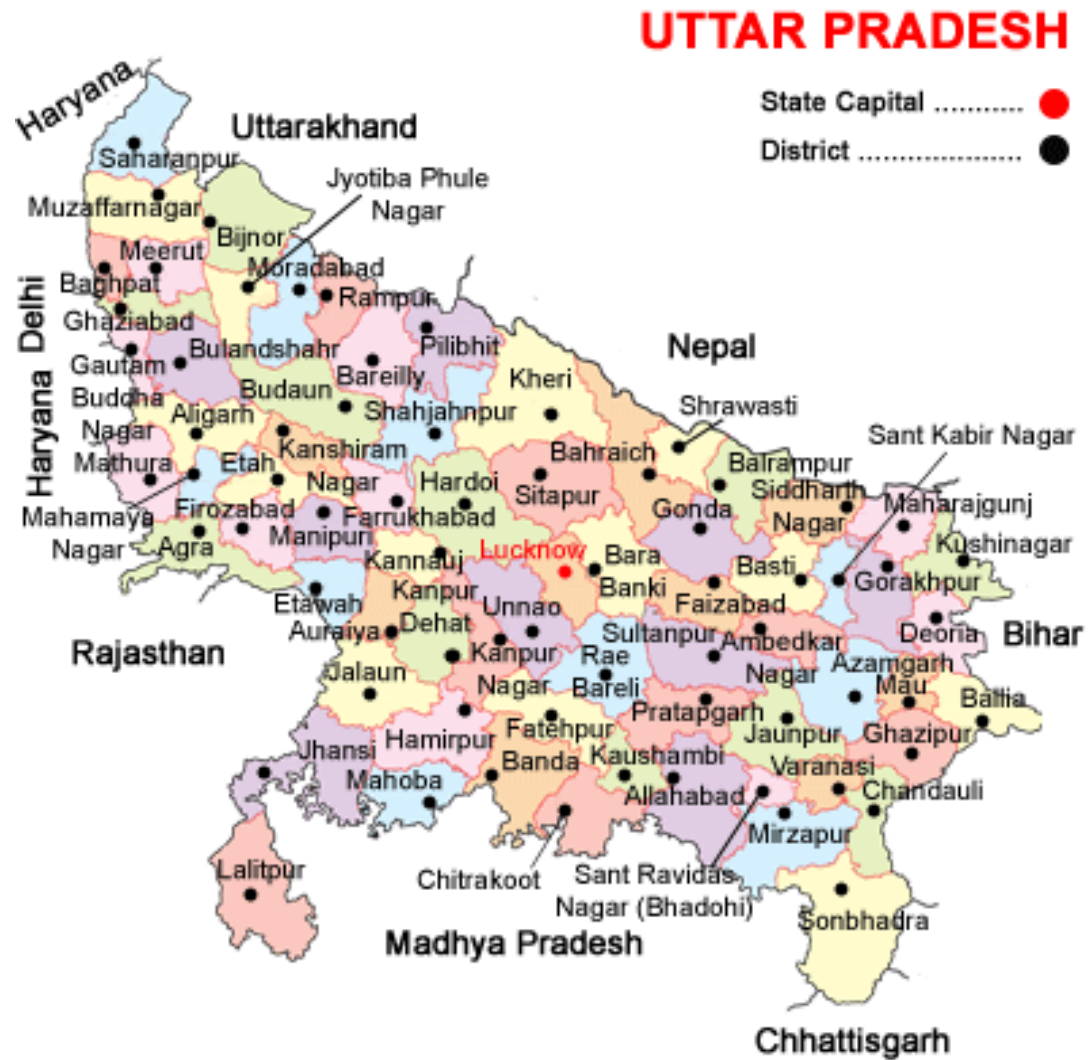 UTTAR PRADESH
State Capital ...........
District ....................
Haryana
Uttarakhand
Saharanpur
Jyotiba Phule
Nagar
Muzaffarnagar
Bijnor
Meerut
Moradabad
Baghpat
Rampur
Haryana
Delhi
Ghaziabad
Nepal
Gautam
Buddha
Nagar
Bulandshahr
Bareilly
Pilibhit
Kheri
Budaun
Shahjahnpur
Shrawasti
Aligarh
Sant Kabir Nagar
Kanshiram
Nagar
Mathura
Etah
Hardoi
Sitapur
Bahraich
Balrampur
Siddharth
Nagar
Maharajgunj
Mahamaya
Nagar
Firozabad
Manipuri
Farrukhabad
Gonda
Kushinagar
Agra
Kannauj
Lucknow
Bara
Banki
Basti
Gorakhpur
Etawah
Kanpur
Dehat
Unnao
Faizabad
Deoria
Bihar
Rajasthan
Auraiya
Kanpur
Nagar
Rae
Bareli
Sultanpur
Ambedkar
Nagar
Azamgarh
Mau
Ballia
Jalaun
Fatehpur
Pratapgarh
Jaunpur
Ghazipur
Jhansi
Hamirpur
Mahoba
Banda
Kaushambi
Allahabad
Varanasi
Chandauli
Mirzapur
Lalitpur
Chitrakoot
Sant Ravidas
Nagar (Bhadohi)
Sonbhadra
Madhya Pradesh
Chhattisgarh